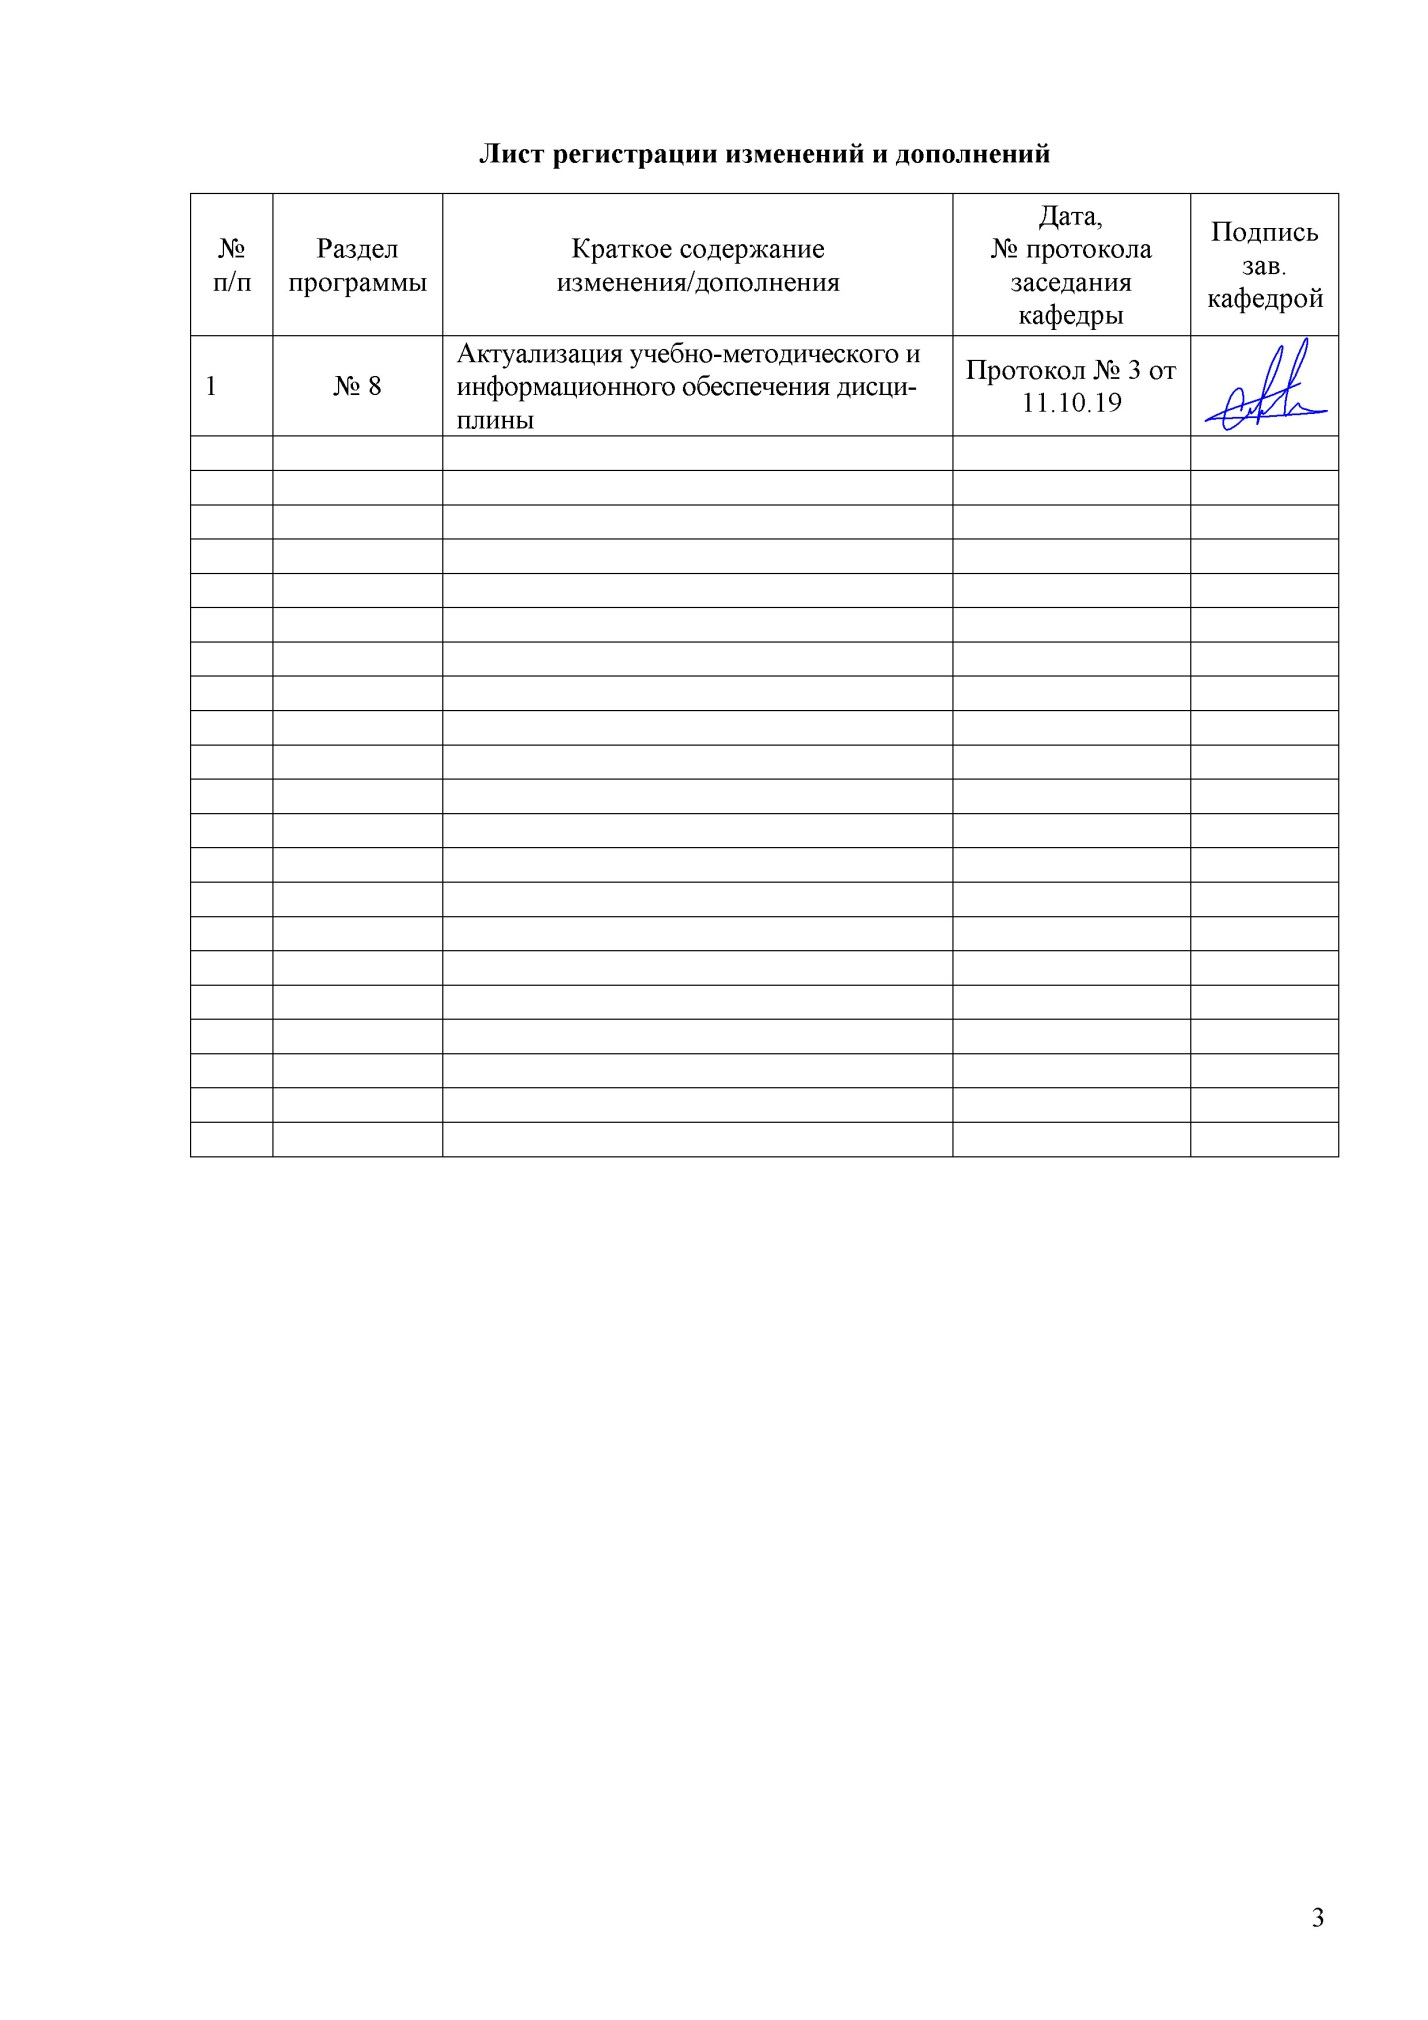 Лист регистрации изменений и дополнений
№
п/п
Раздел
программы
Краткое содержание
изменения/дополнения
Дата,
№ протокола
заседания
кафедры
Подпись
зав.
кафедрой
1
№ 8
Актуализация учебно-методического и
информационного обеспечения дисци-
плины
Протокол № 3 от
11.10.19
3